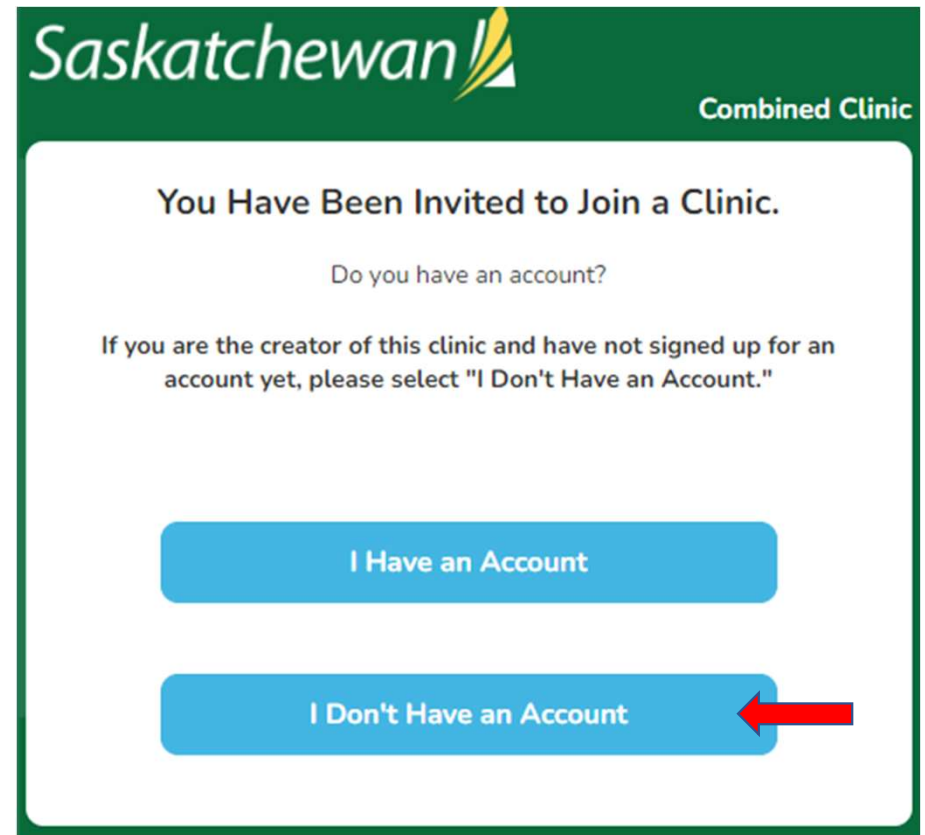 Saskatchewan
Combined Clinic
You Have Been Invited to Join a Clinic.
Do you have an account?
If you are the creator of this clinic and have not signed up for an
account yet, please select "I Don't Have an Account."
I Have an Account
I Don't Have an Account